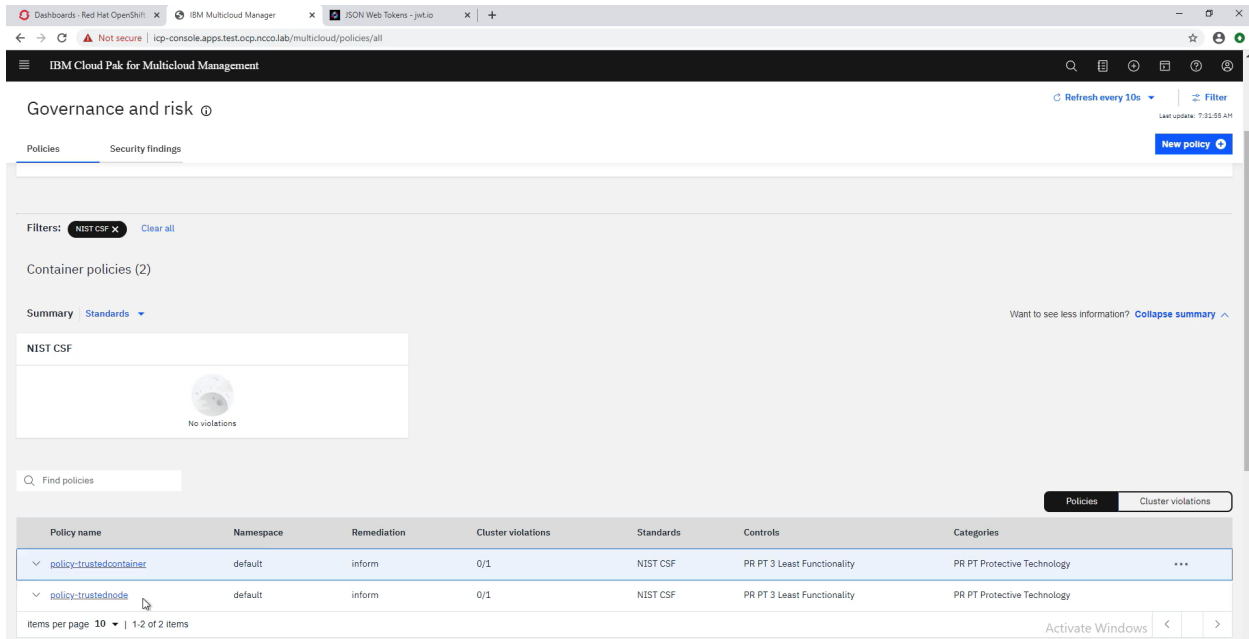 Dashboards - Red Hat OpenShift
IBM Multicloud Manager
JSON Web Tokens - jwt.io
Not secure | icp-console.apps.test.ocp.ncco.lab/multicloud/policies/all
IBM Cloud Pak for Multicloud Management
Governance and risk
Refresh every 10s
Filter
Last update: 7:31:55 AM
Policies
Security findings
New policy
Filters: NIST CSF Clear all
Container policies (2)
Summary Standards
Want to see less information? Collapse summary
NIST CSF
No violations
Find policies
Policies Cluster violations
Policy name Namespace Remediation Cluster violations Standards Controls Categories
policy-trustedcontainer default inform 0/1 NIST CSF PR PT 3 Least Functionality PR PT Protective Technology
policy-trustednode default inform 0/1 NIST CSF PR PT 3 Least Functionality PR PT Protective Technology
items per page 10 | 1-2 of 2 items
Activate Windows